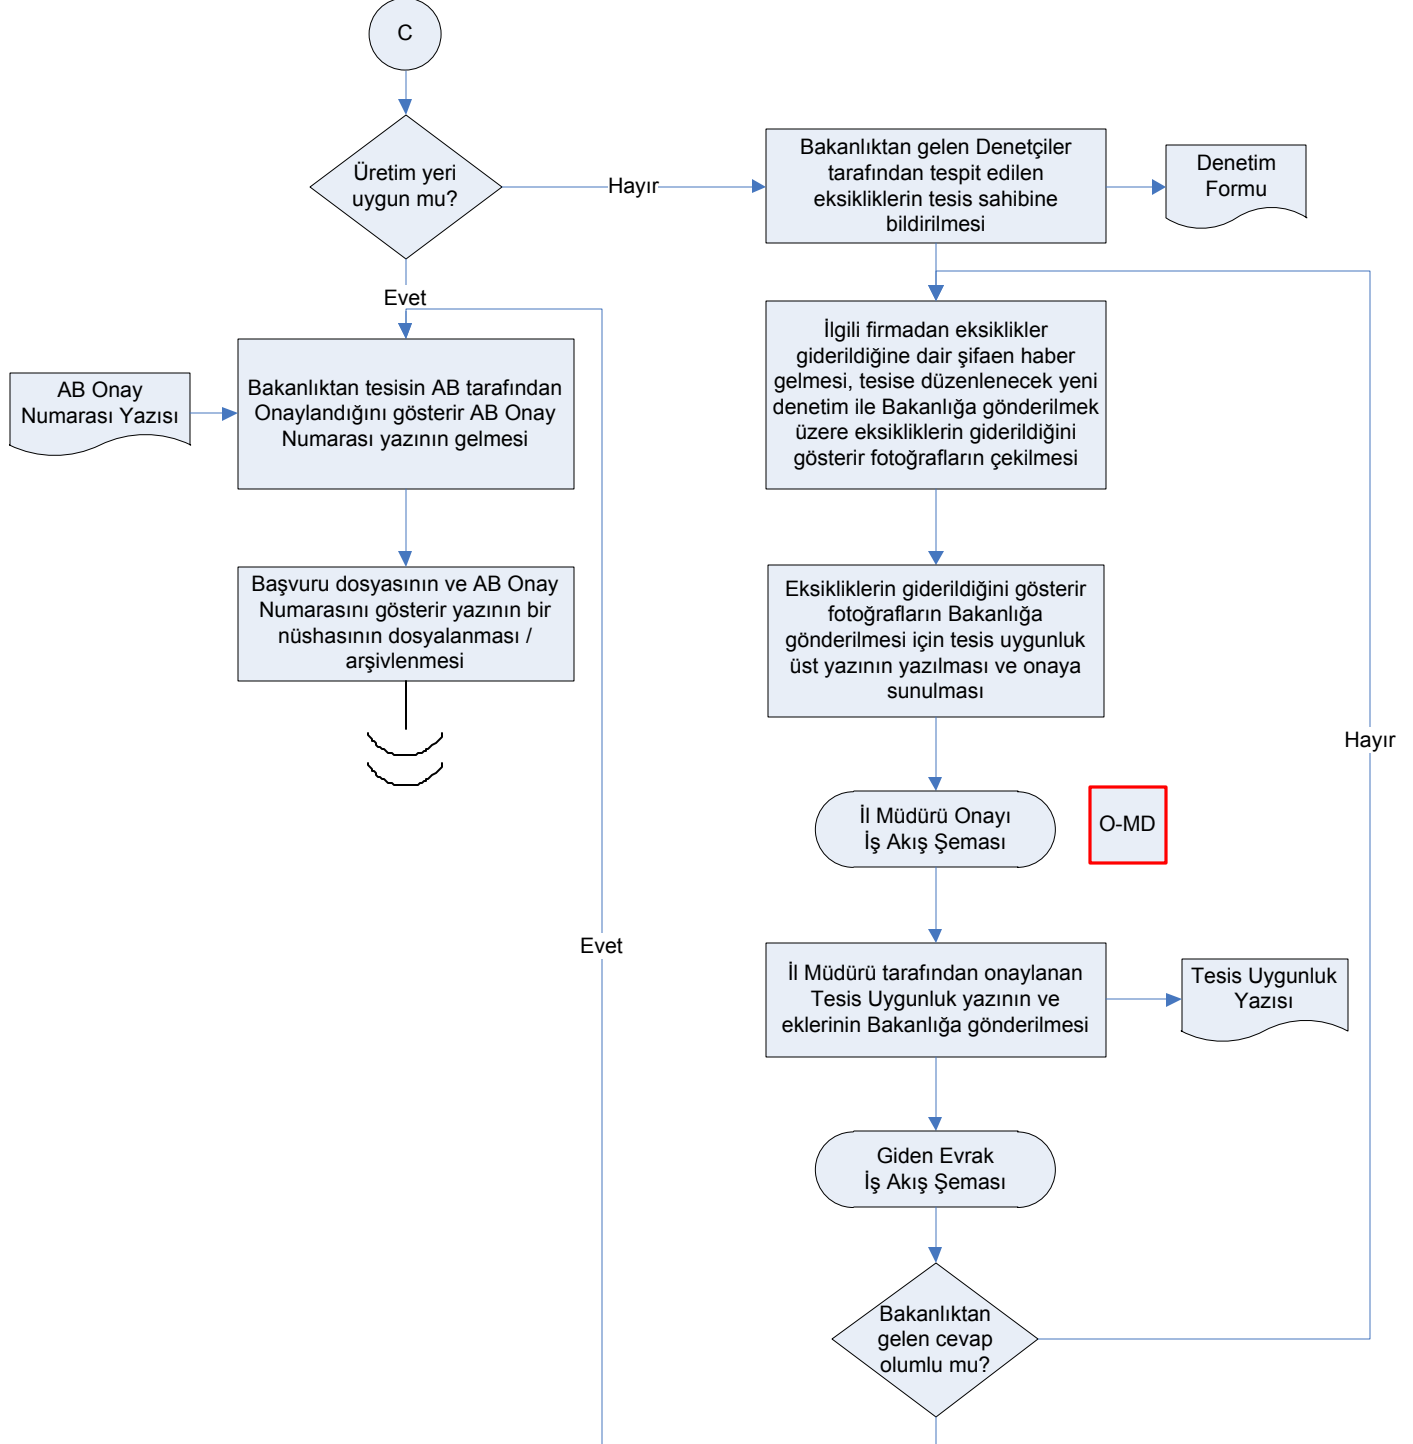 C
Üretim yeri
uygun mu?
Hayır
Bakanlıktan gelen Denetçiler
tarafından tespit edilen
eksikliklerin tesis sahibine
bildirilmesi
Denetim
Formu
Evet
AB Onay
Numarası Yazısı
Bakanlıktan tesisin AB tarafından
Onaylandığını gösterir AB Onay
Numarası yazının gelmesi
İlgili firmadan eksiklikler
giderildiğine dair şifaen haber
gelmesi, tesise düzenlenecek yeni
denetim ile Bakanlığa gönderilmek
üzere eksikliklerin giderildiğini
gösterir fotoğrafların çekilmesi
Başvuru dosyasının ve AB Onay
Numarasını gösterir yazının bir
nüshasının dosyalanması /
arşivlenmesi
Eksikliklerin giderildiğini gösterir
fotoğrafların Bakanlığa
gönderilmesi için tesis uygunluk
üst yazının yazılması ve onaya
sunulması
Hayır
İl Müdürü Onayı
İş Akış Şeması
O-MD
Evet
İl Müdürü tarafından onaylanan
Tesis Uygunluk yazının ve
eklerinin Bakanlığa gönderilmesi
Tesis Uygunluk
Yazısı
Giden Evrak
İş Akış Şeması
Bakanlıktan
gelen cevap
olumlu mu?